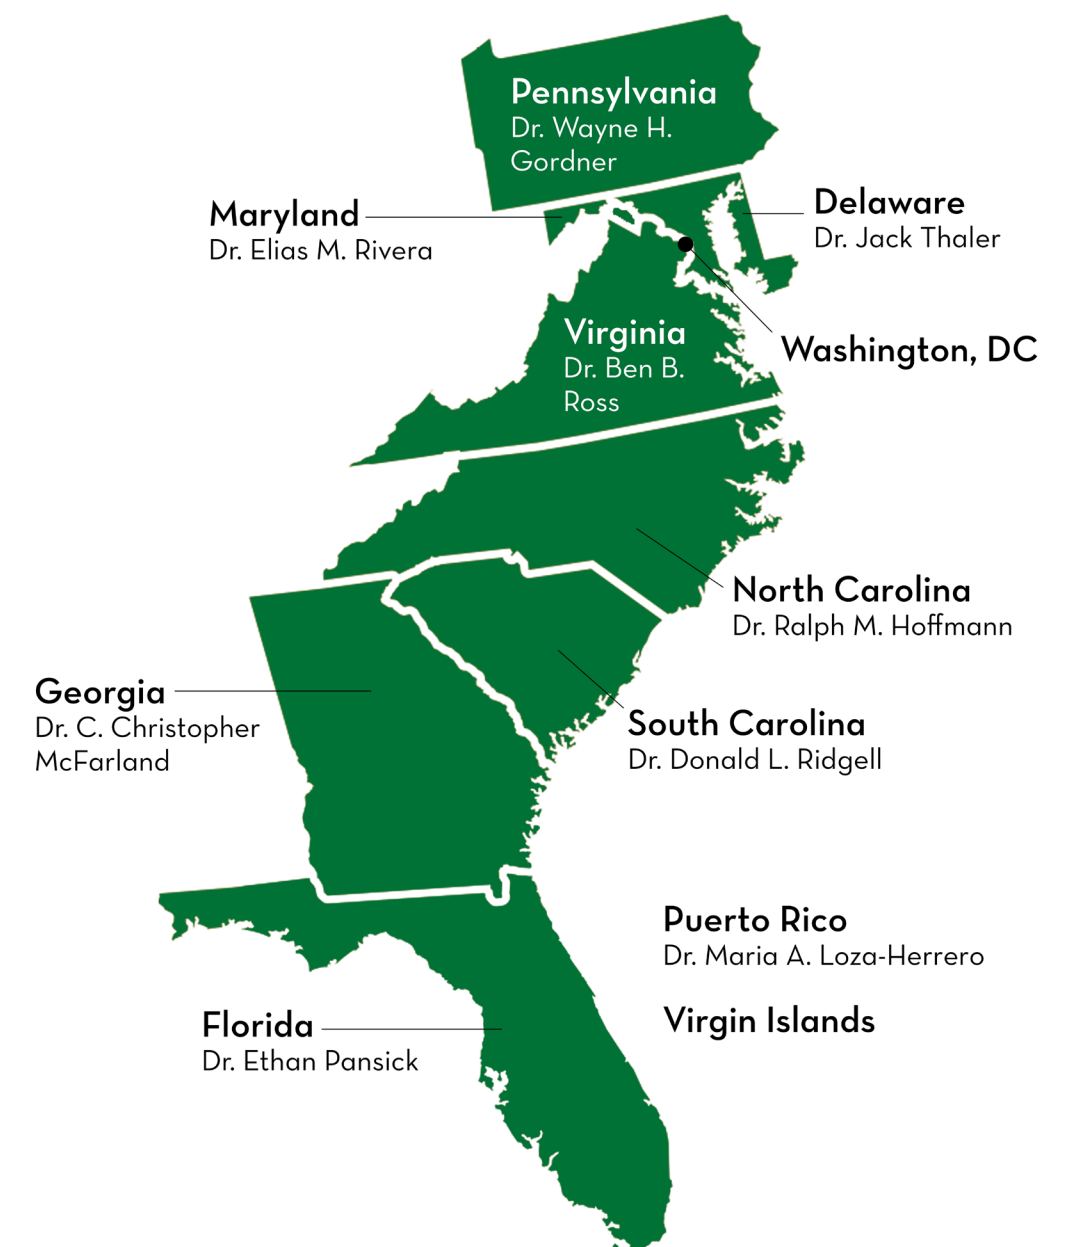 Pennsylvania
Dr. Wayne H.
Gordner
Maryland
Dr. Elias M. Rivera
Delaware
Dr. Jack Thaler
Washington, DC
Virginia
Dr. Ben B.
Ross
North Carolina
Dr. Ralph M. Hoffmann
Georgia
Dr. C. Christopher
McFarland
South Carolina
Dr. Donald L. Ridgell
Puerto Rico
Dr. Maria A. Loza-Herrero
Virgin Islands
Florida
Dr. Ethan Pansick